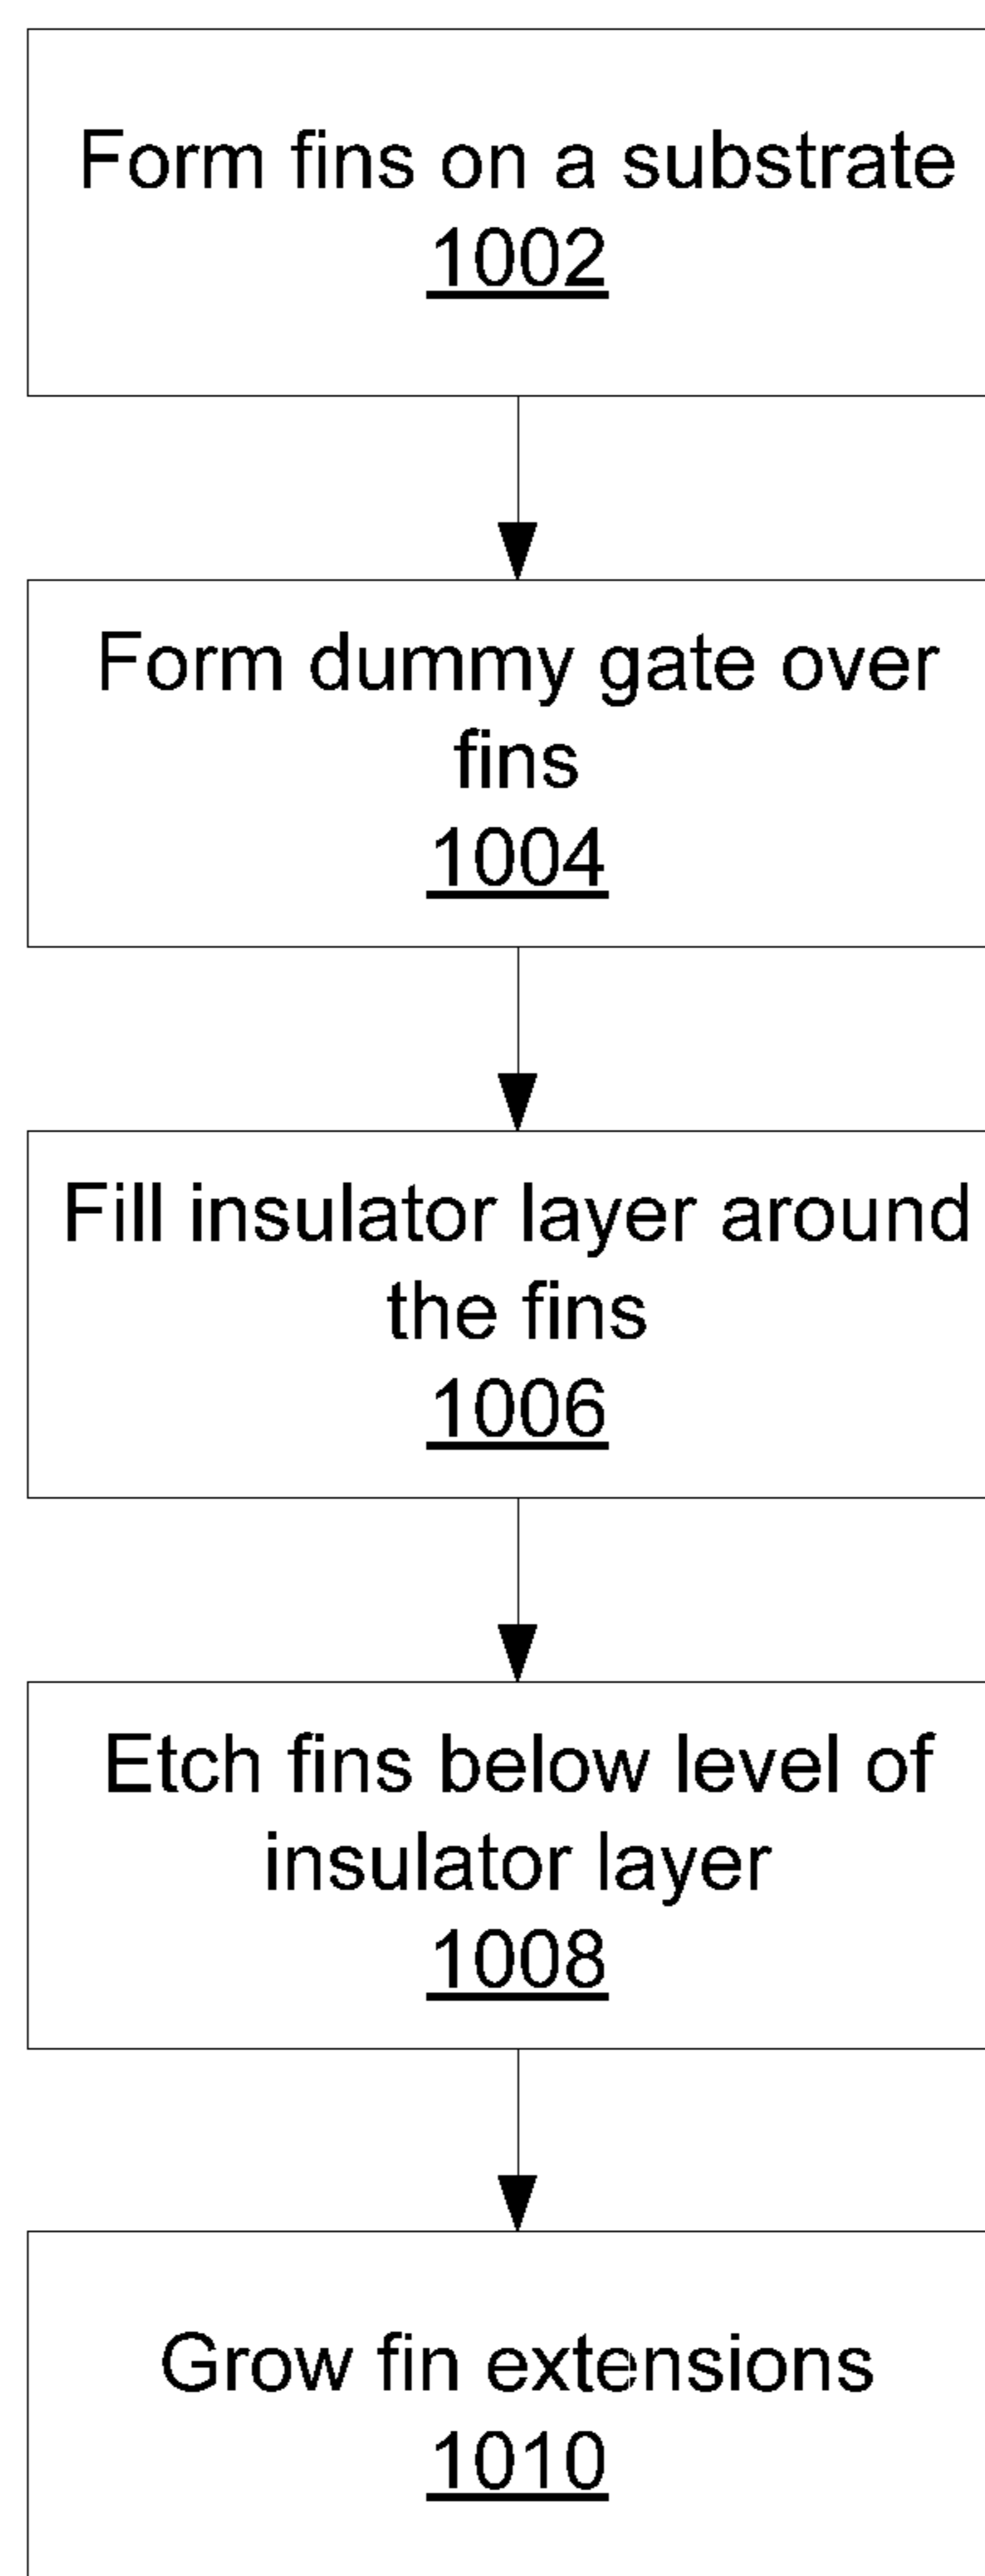 Form fins on a substrate
1002
Form dummy gate over
fins
1004
Fill insulator layer around
the fins
1006
Etch fins below level of
insulator layer
1008
Grow fin extensions
1010